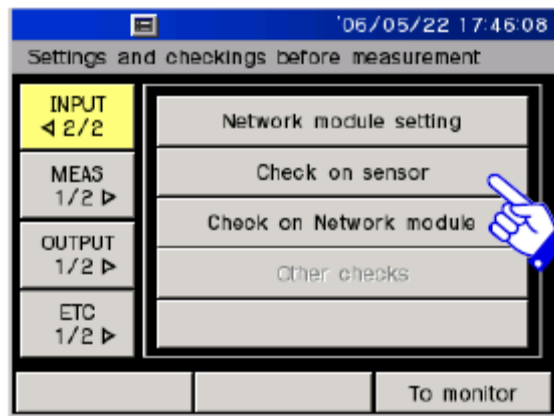 '06/05/22 17:46:08
Settings and checkings before measurement
INPUT
◁ 2/2
Network module setting
MEAS
1/2 ▷
Check on sensor
Check on Network module
OUTPUT
1/2 ▷
Other checks
ETC
1/2 ▷
To monitor